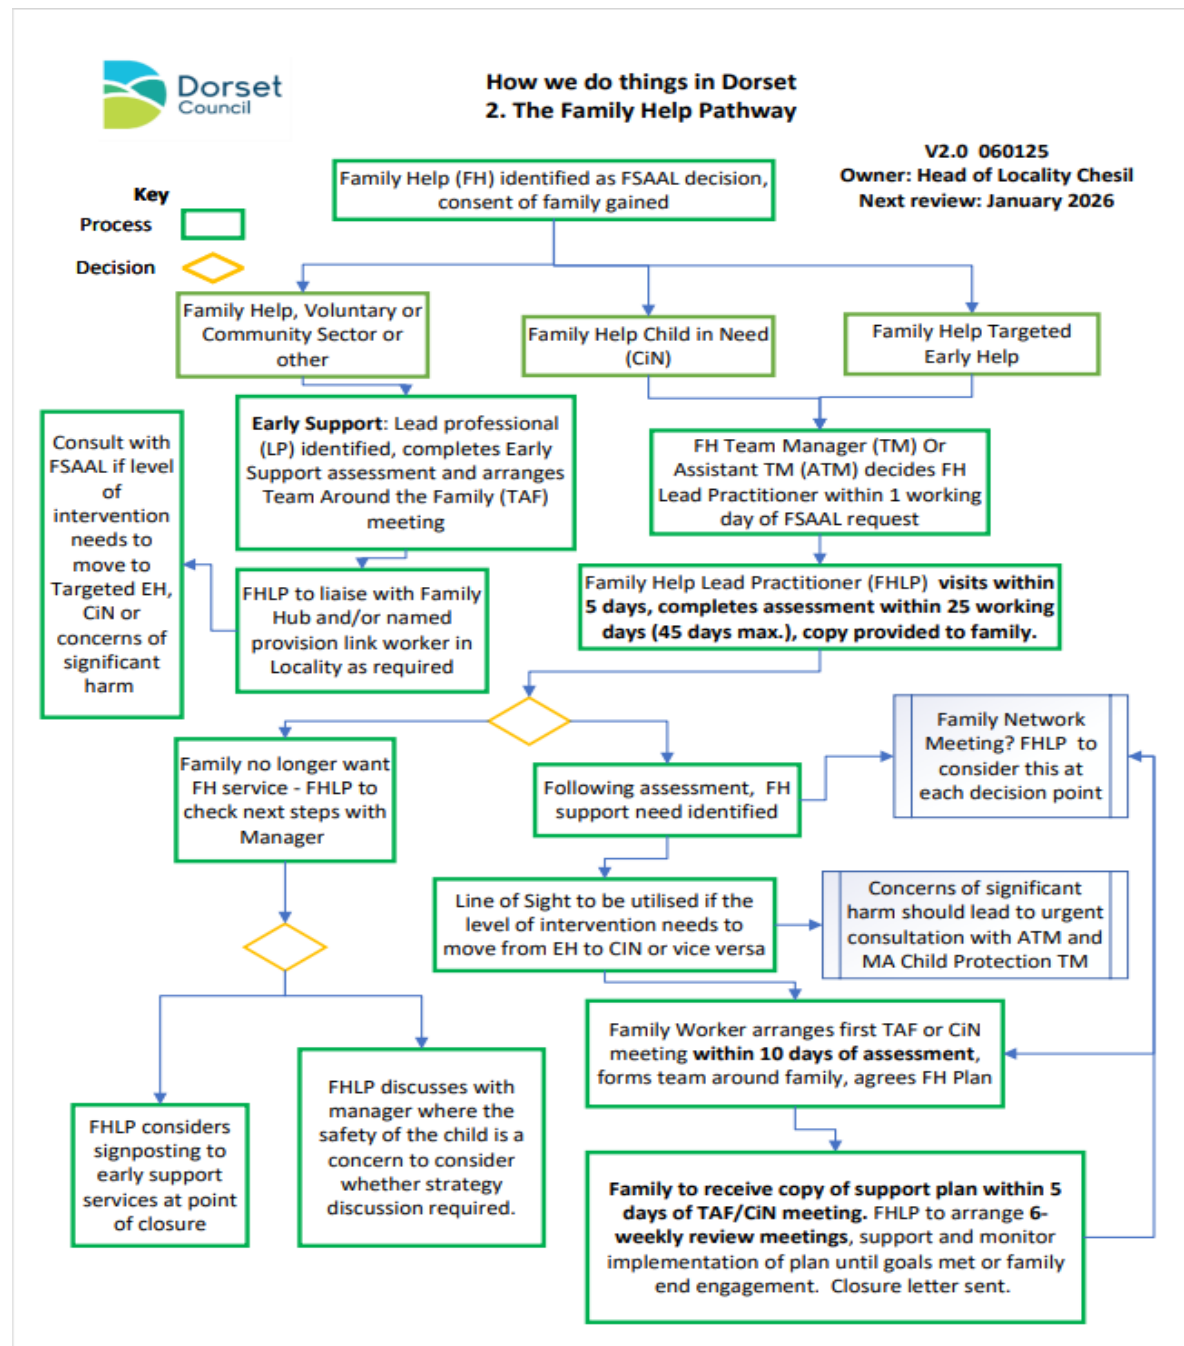 Dorset
Council
How we do things in Dorset
2. The Family Help Pathway
V2.0  060125
Owner: Head of Locality Chesil
Next review: January 2026
Key
Process
Decision
Family Help (FH) identified as FSAAL decision,
consent of family gained
Family Help, Voluntary or
Community Sector or
other
Family Help Child in Need
(CiN)
Family Help Targeted
Early Help
Consult with
FSAAL if level
of
intervention
needs to
move to
Targeted EH,
CiN or
concerns of
significant
harm
Early Support: Lead professional
(LP) identified, completes Early
Support assessment and arranges
Team Around the Family (TAF)
meeting
FH Team Manager (TM) Or
Assistant TM (ATM) decides FH
Lead Practitioner within 1 working
day of FSAAL request
FHLP to liaise with Family
Hub and/or named
provision link worker in
Locality as required
Family Help Lead Practitioner (FHLP)  visits within
5 days, completes assessment within 25 working
days (45 days max.), copy provided to family.
Family no longer want
FH service - FHLP to
check next steps with
Manager
Following assessment,  FH
support need identified
Family Network
Meeting? FHLP  to
consider this at
each decision point
Line of Sight to be utilised if the
level of intervention needs to
move from EH to CIN or vice versa
Concerns of significant
harm should lead to urgent
consultation with ATM and
MA Child Protection TM
Family Worker arranges first TAF or CiN
meeting within 10 days of assessment,
forms team around family, agrees FH Plan
FHLP considers
signposting to
early support
services at point
of closure
FHLP discusses with
manager where the
safety of the child is a
concern to consider
whether strategy
discussion required.
Family to receive copy of support plan within 5
days of TAF/CiN meeting. FHLP to arrange 6-
weekly review meetings, support and monitor
implementation of plan until goals met or family
end engagement.  Closure letter sent.